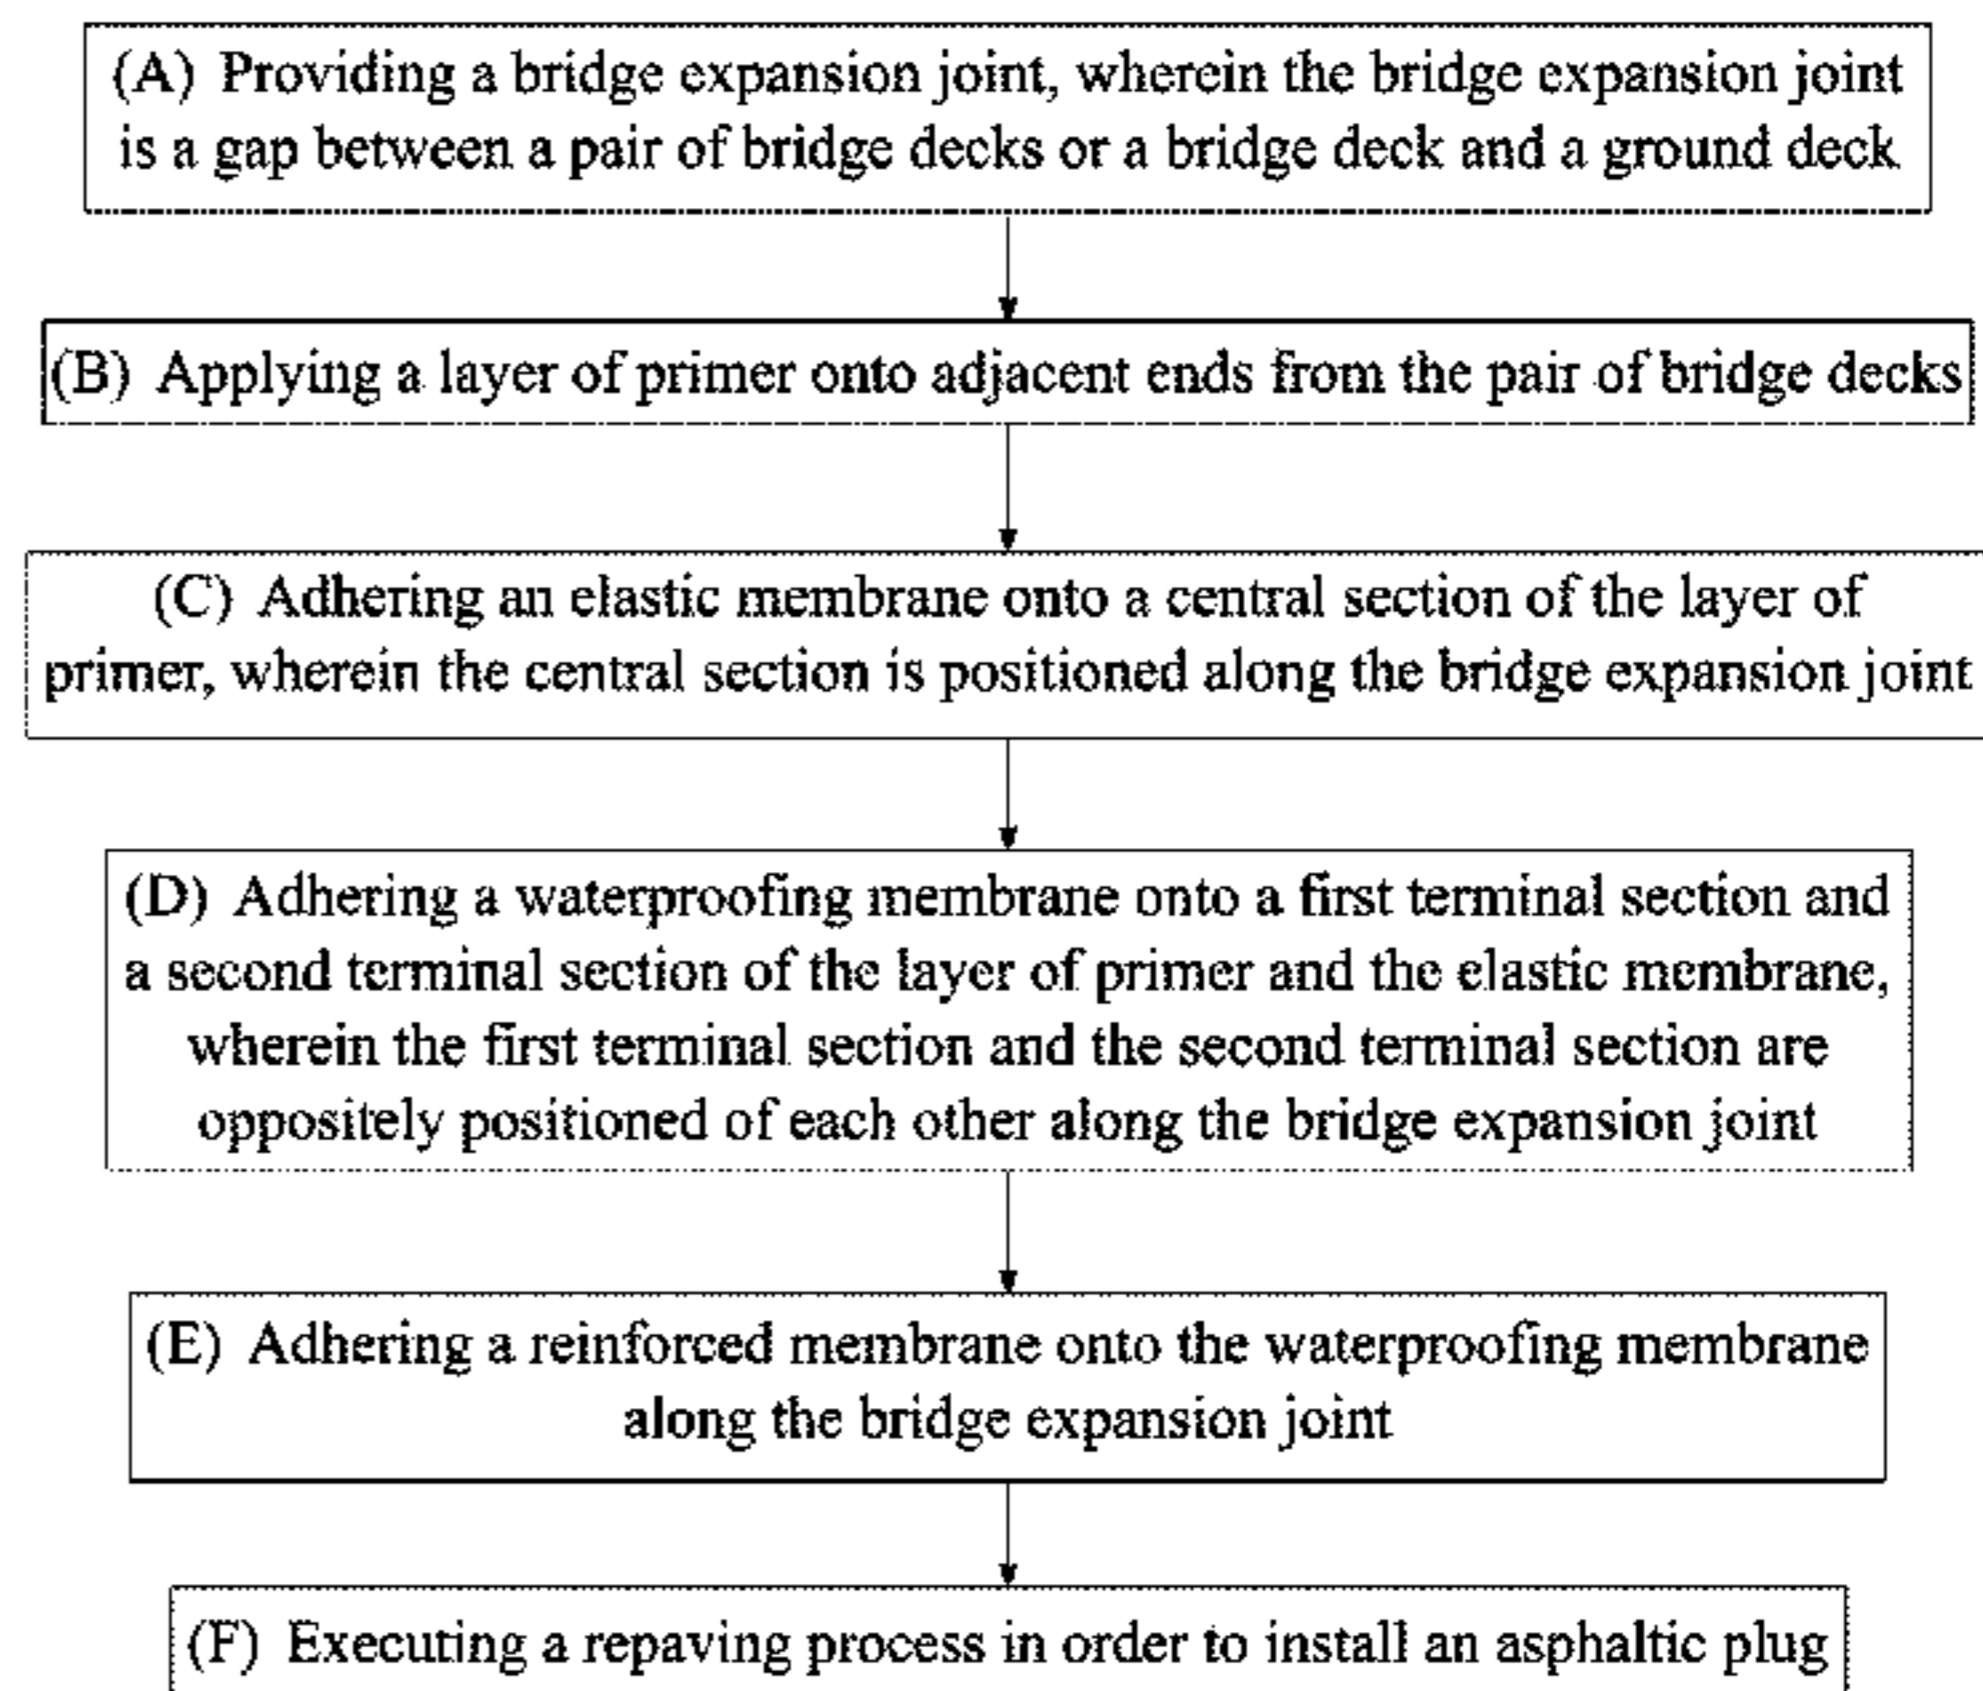 (A) Providing a bridge expansion joint, wherein the bridge expansion joint
is a gap between a pair of bridge decks or a bridge deck and a ground deck
(B) Applying a layer of primer onto adjacent ends from the pair of bridge decks
(C) Adhering an elastic membrane onto a central section of the layer of
primer, wherein the central section is positioned along the bridge expansion joint
(D) Adhering a waterproofing membrane onto a first terminal section and
a second terminal section of the layer of primer and the elastic membrane,
wherein the first terminal section and the second terminal section are
oppositely positioned of each other along the bridge expansion joint
(E) Adhering a reinforced membrane onto the waterproofing membrane
along the bridge expansion joint
(F) Executing a repaving process in order to install an asphaltic plug